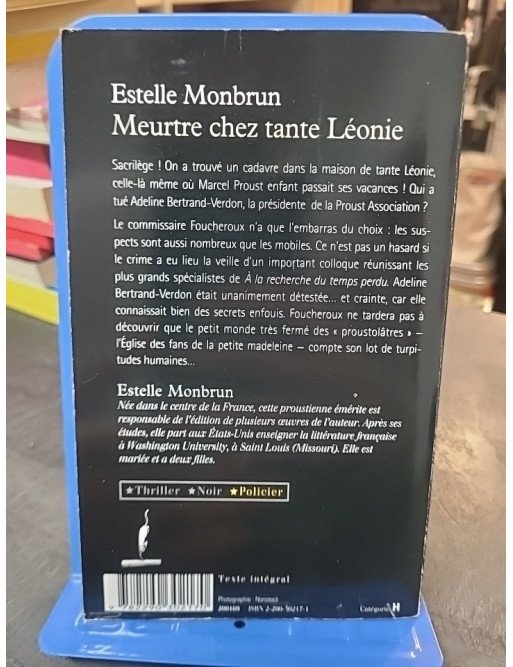 Estelle Monbrun
Meurtre chez tante Léonie
Sacrilège ! On a trouvé un cadavre dans la maison de tante Léonie,
celle-là même où Marcel Proust enfant passait ses vacances ! Qui a
tué Adeline Bertrand-Verdon, la présidente de la Proust Association ?
Le commissaire Foucheroux n'a que l'embarras du choix : les sus-
pects sont aussi nombreux que les mobiles. Ce n'est pas un hasard si
le crime a eu lieu la veille d'un important colloque réunissant les
plus grands spécialistes de À la recherche du temps perdu. Adeline
Bertrand-Verdon était unanimement détestée... et crainte, car elle
connaissait bien des secrets enfouis. Foucheroux ne tardera pas à
découvrir que le petit monde très fermé des « proustolâtres » –
l'Église des fans de la petite madeleine – compte son lot de turpi-
tudes humaines...
Estelle Monbrun
Née dans le centre de la France, cette proustienne émérite est
responsable de l'édition de plusieurs œuvres de l'auteur. Après ses
études, elle part aux États-Unis enseigner la littérature française
à Washington University, à Saint Louis (Missouri). Elle est
mariée et a deux filles.
★Thriller ★Noir ★Policier
Texte intégral
Photographie : Nonstock
ISBN 2-290-30217-1
Catégorie H